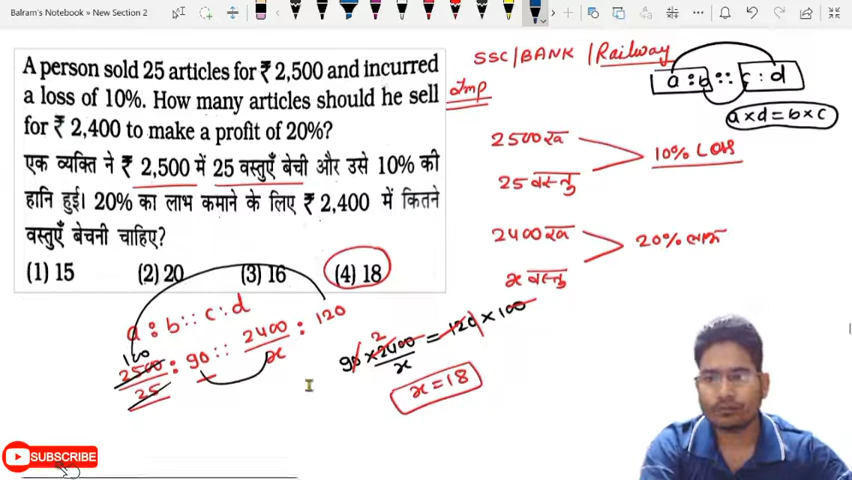 Balram's Notebook » New Section 2
A person sold 25 articles for ₹ 2,500 and incurred
a loss of 10%. How many articles should he sell
for ₹ 2,400 to make a profit of 20%?
एक व्यक्ति ने ₹ 2,500 में 25 वस्तुएँ बेची और उसे 10% की
हानि हुई। 20% का लाभ कमाने के लिए ₹ 2,400 में कितने
वस्तुएँ बेचनी चाहिए?
(1) 15 (2) 20 (3) 16 (4) 18
SSC/BANK /Railway
Imp
a : b :: c : d
a×d = b×c
2500 रू०
25 वस्तु
10% Loss
2400 रू०
x वस्तु
20% लाभ
a : b :: c : d
100
2500/25 : 90 :: 2400/x : 120
90 × 2400/x = 120 × 100
2
x = 18
SUBSCRIBE